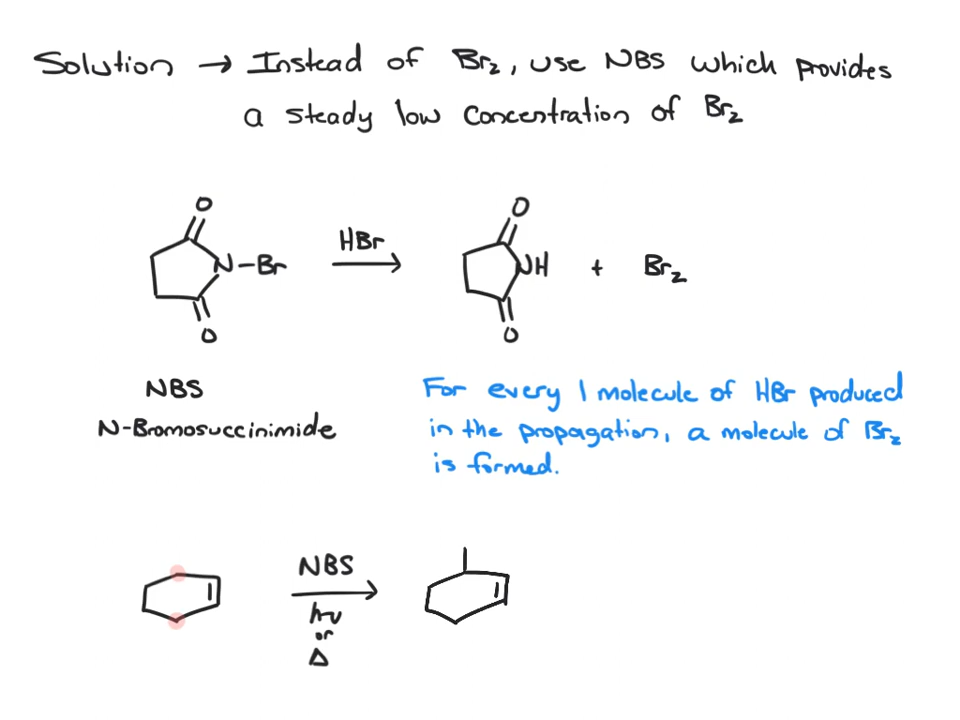 Solution → Instead of Br₂, use NBS which provides
a steady low concentration of Br₂
O O
HBr
N-Br NH + Br₂
O O
NBS
N-Bromosuccinimide
For every 1 molecule of HBr produced
in the propagation, a molecule of Br₂
is formed.
NBS
hν
or
Δ